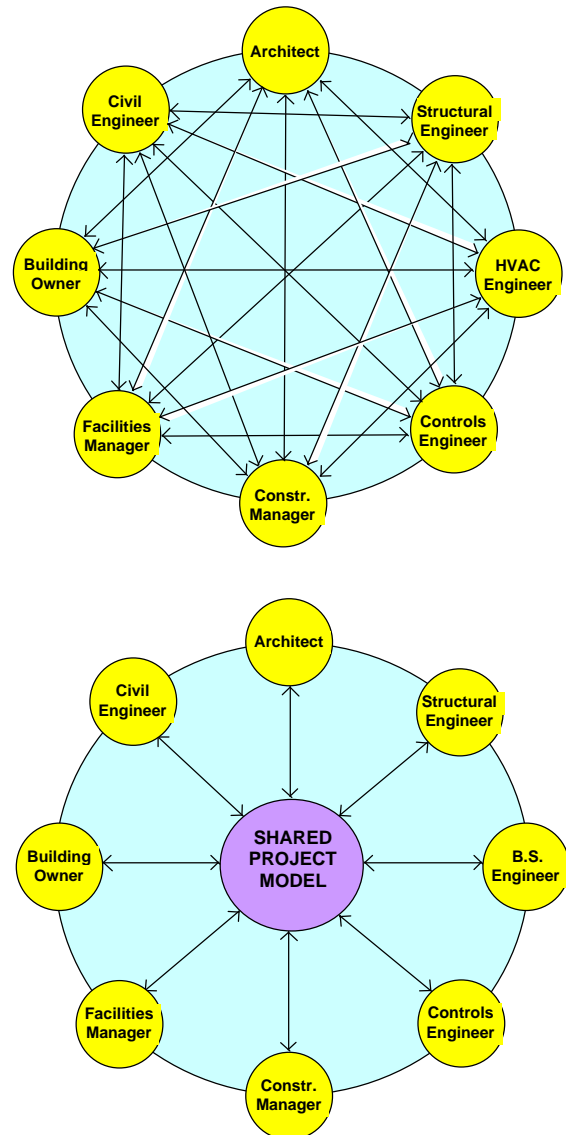 Architect
Civil
Engineer
Structural
Engineer
Building
Owner
HVAC
Engineer
Facilities
Manager
Controls
Engineer
Constr.
Manager
Architect
Civil
Engineer
Structural
Engineer
Building
Owner
SHARED
PROJECT
MODEL
B.S.
Engineer
Facilities
Manager
Controls
Engineer
Constr.
Manager